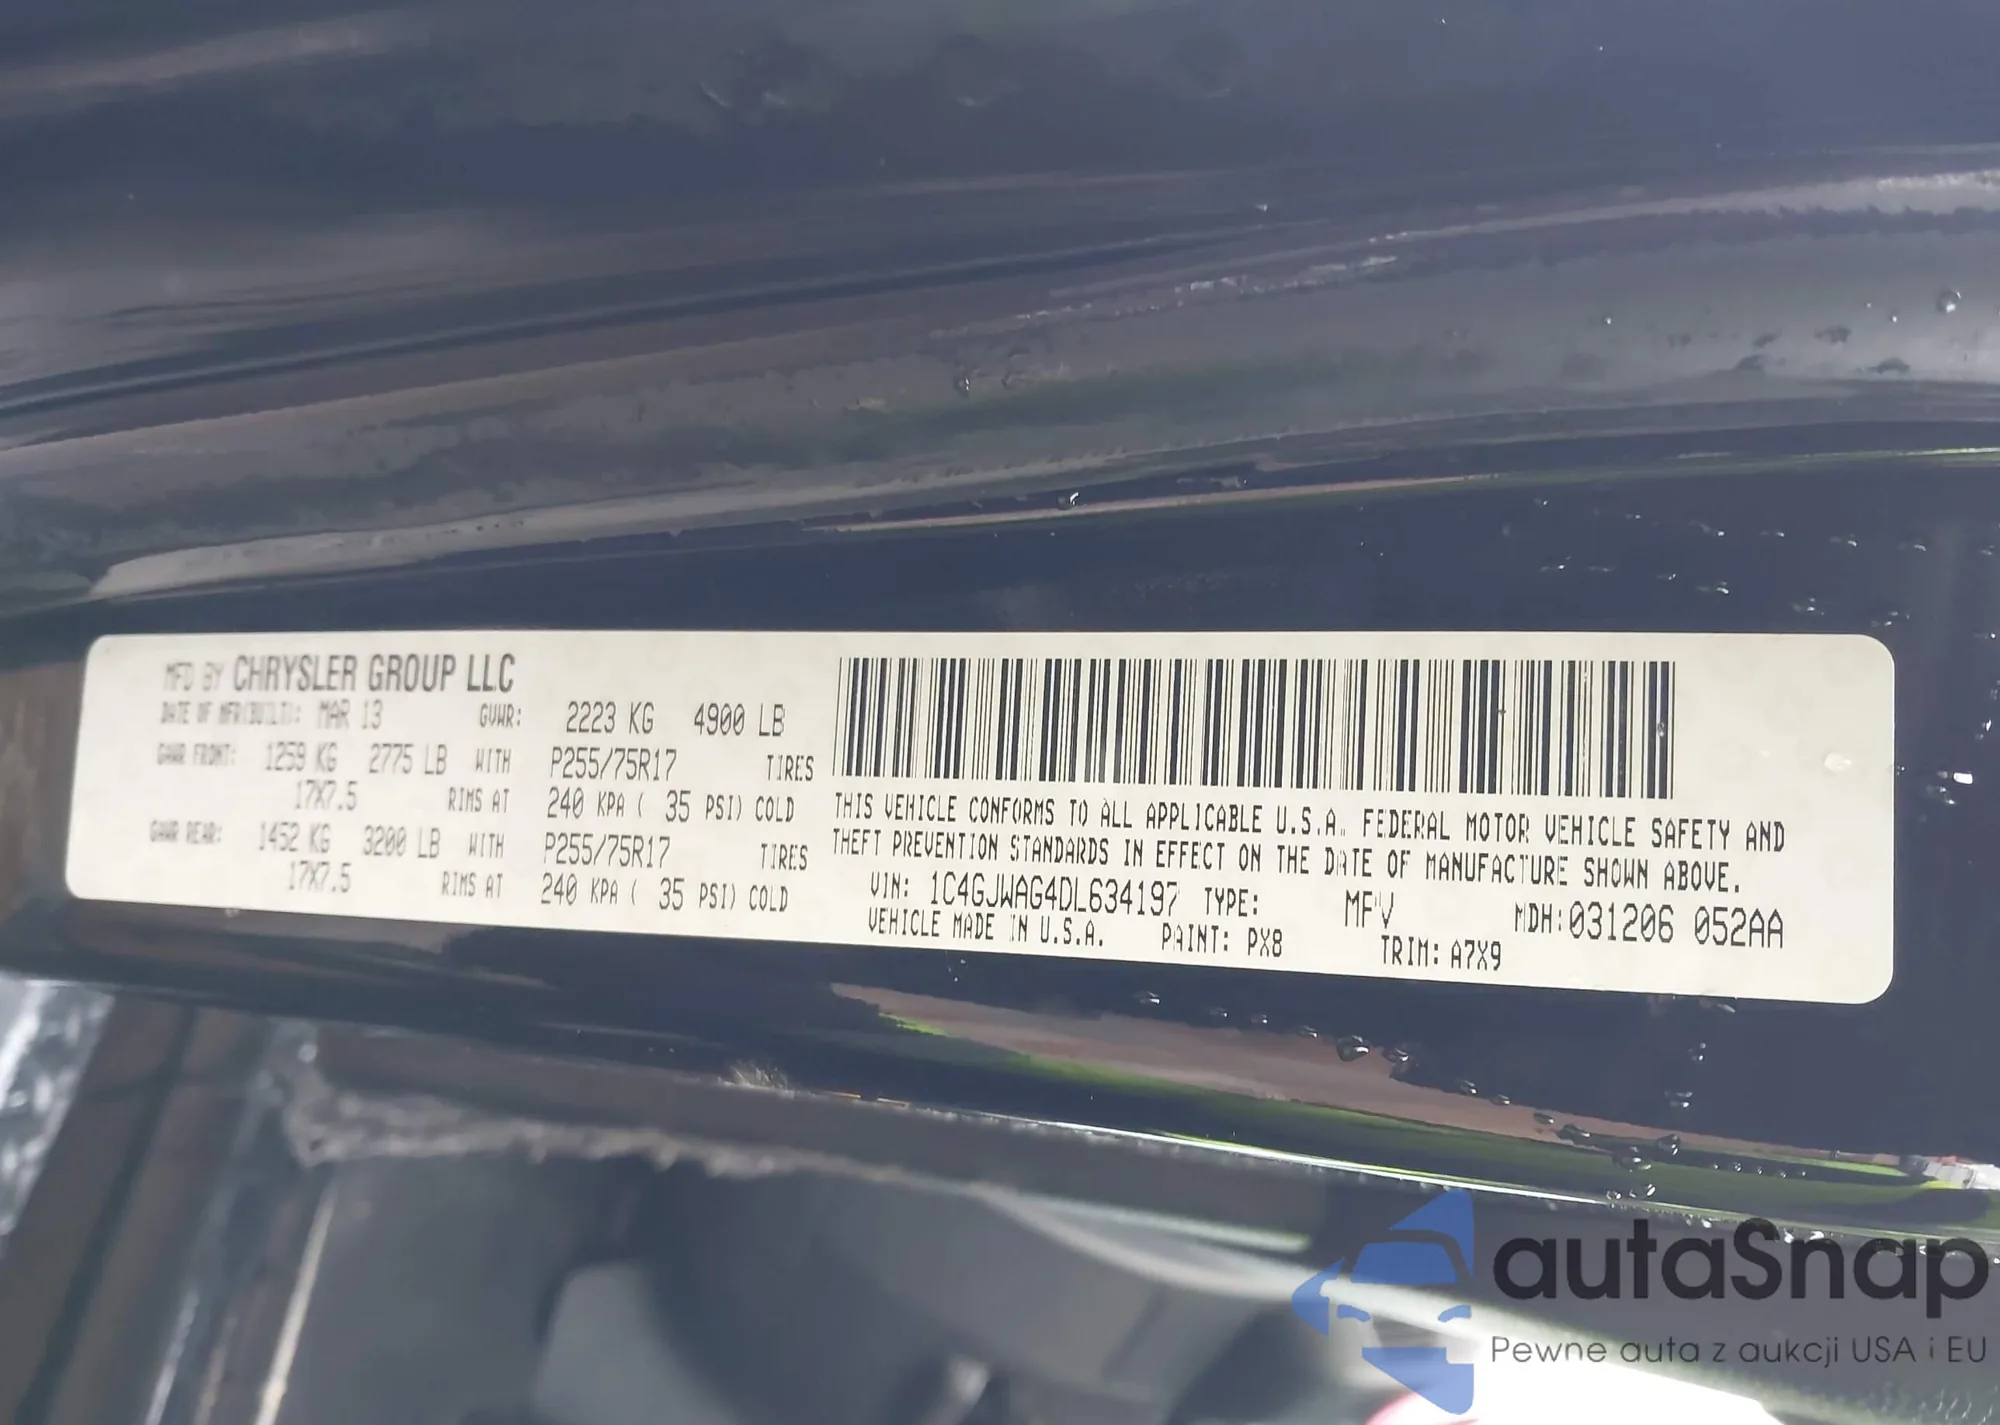 MFD BY CHRYSLER GROUP LLC
DATE OF MFR(BUILT): MAR 13 GVWR: 2223 KG 4900 LB
GAWR FRONT: 1259 KG 2775 LB WITH P255/75R17 TIRES
17X7.5 RIMS AT 240 KPA ( 35 PSI) COLD
GAWR REAR: 1452 KG 3200 LB WITH P255/75R17 TIRES
17X7.5 RIMS AT 240 KPA ( 35 PSI) COLD
THIS VEHICLE CONFORMS TO ALL APPLICABLE U.S.A. FEDERAL MOTOR VEHICLE SAFETY AND
THEFT PREVENTION STANDARDS IN EFFECT ON THE DATE OF MANUFACTURE SHOWN ABOVE.
VIN: 1C4GJWAG4DL634197 TYPE: MPV MDH:031206 052AA
VEHICLE MADE IN U.S.A. PAINT: PX8 TRIM: A7X9
autaSnap
Pewne auta z aukcji USA i EU